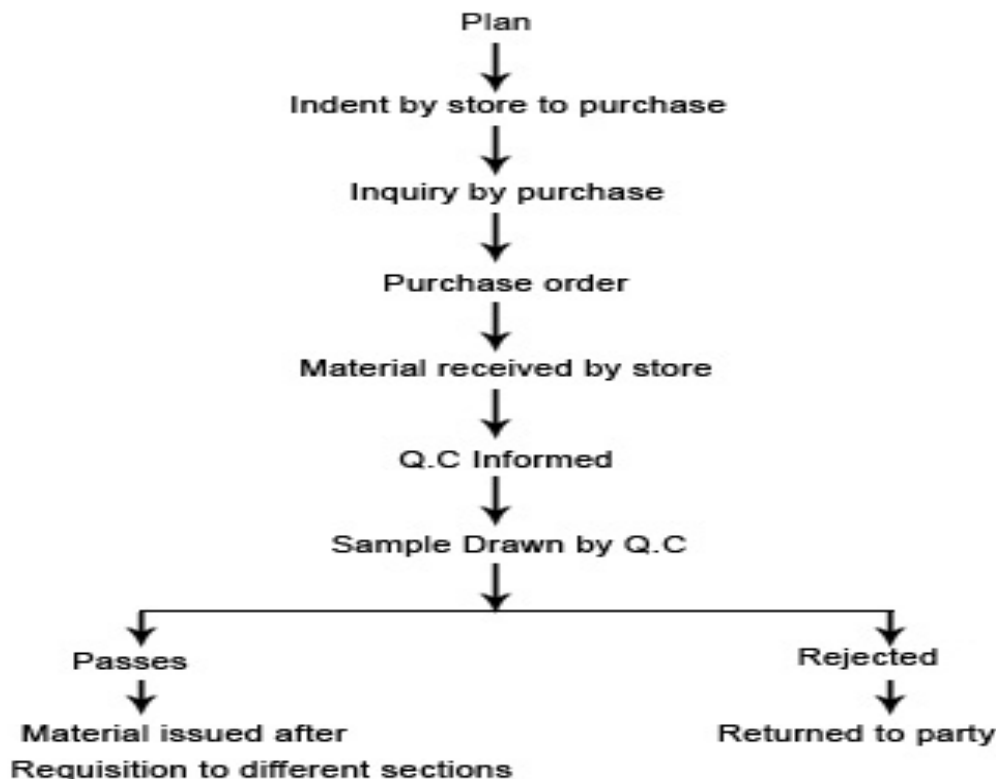 Plan
Indent by store to purchase
Inquiry by purchase
Purchase order
Material received by store
Q.C Informed
Sample Drawn by Q.C
Passes
Rejected
Material issued after
Requisition to different sections
Returned to party